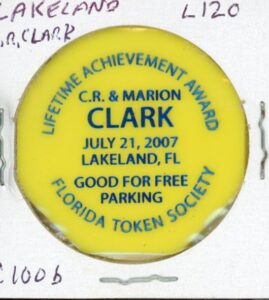 LAKELAND L120
C.R. CLARK
LIFETIME ACHIEVEMENT AWARD
C.R. & MARION
CLARK
JULY 21, 2007
LAKELAND, FL
GOOD FOR FREE
PARKING
FLORIDA TOKEN SOCIETY
C100b